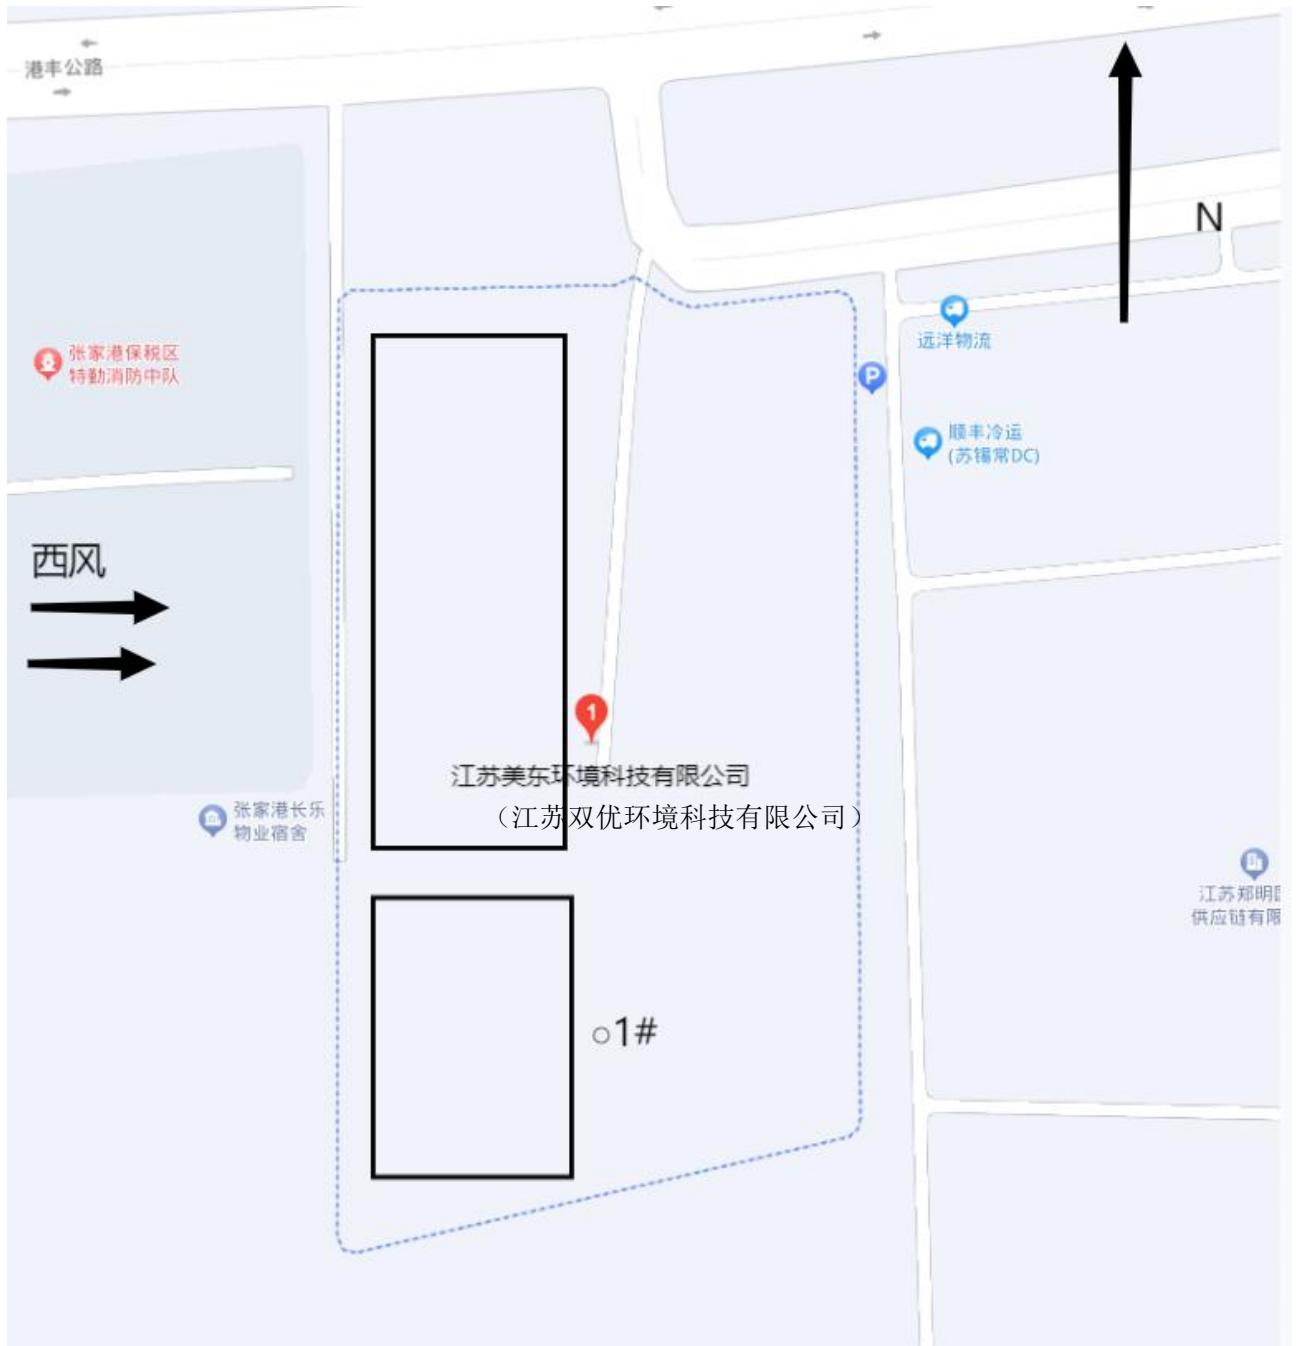 港丰公路
N
远洋物流
张家港保税区
特勤消防中队
P
顺丰冷运
(苏锡常DC)
西风
1
江苏美东环境科技有限公司
（江苏双优环境科技有限公司）
张家港长乐
物业宿舍
江苏郑明
供应链有限
○1#